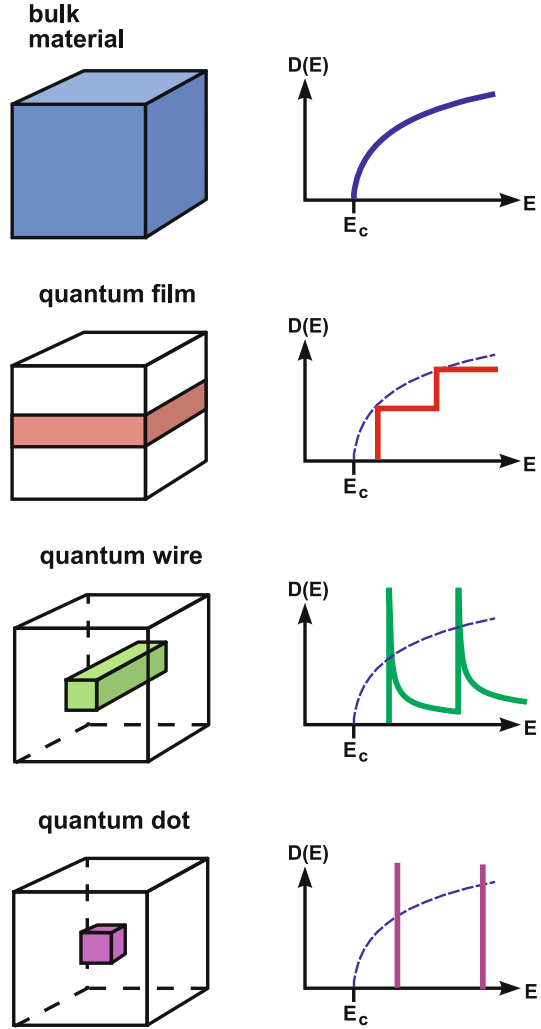 bulk
material
D(E)
E
E_c
quantum film
D(E)
E
E_c
quantum wire
D(E)
E
E_c
quantum dot
D(E)
E
E_c